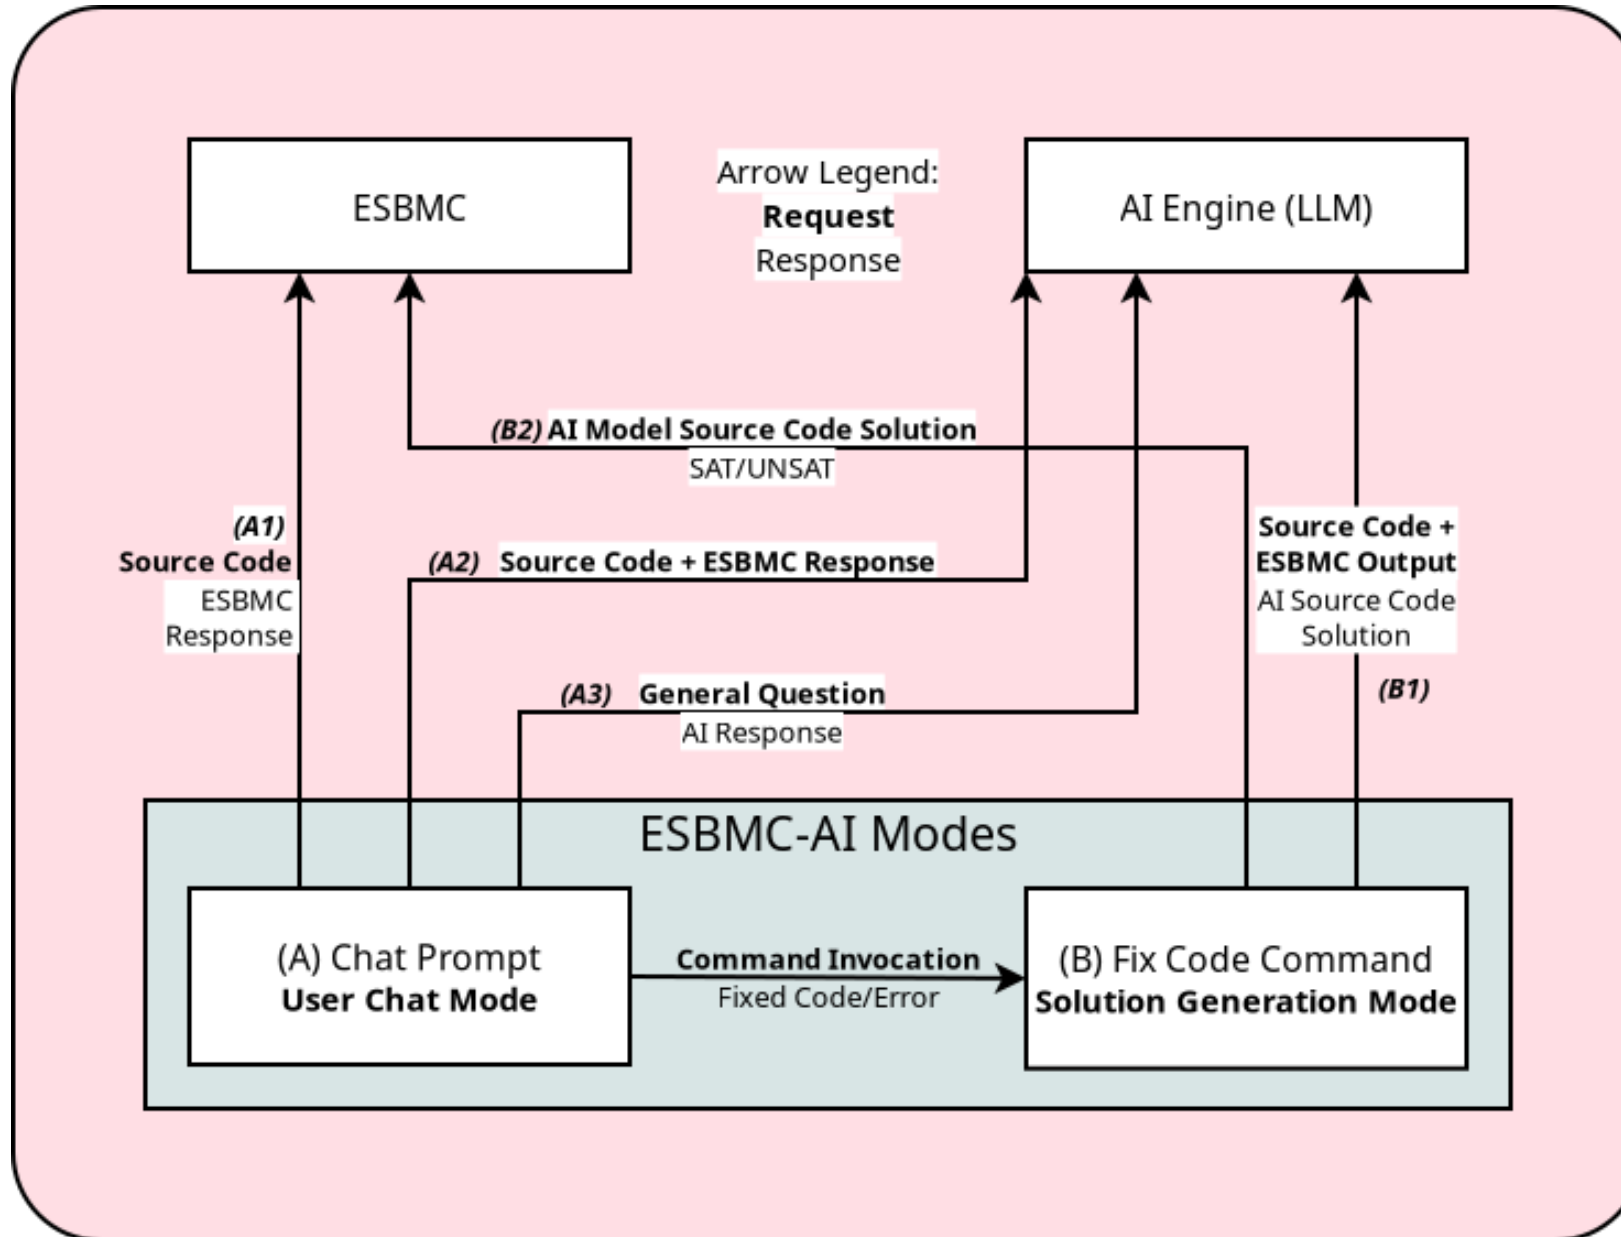 ESBMC
Arrow Legend:
Request
Response
AI Engine (LLM)
(B2) AI Model Source Code Solution
SAT/UNSAT
(A1)
Source Code
ESBMC
Response
(A2) Source Code + ESBMC Response
Source Code +
ESBMC Output
AI Source Code
Solution
(B1)
(A3) General Question
AI Response
ESBMC-AI Modes
(A) Chat Prompt
User Chat Mode
Command Invocation
Fixed Code/Error
(B) Fix Code Command
Solution Generation Mode